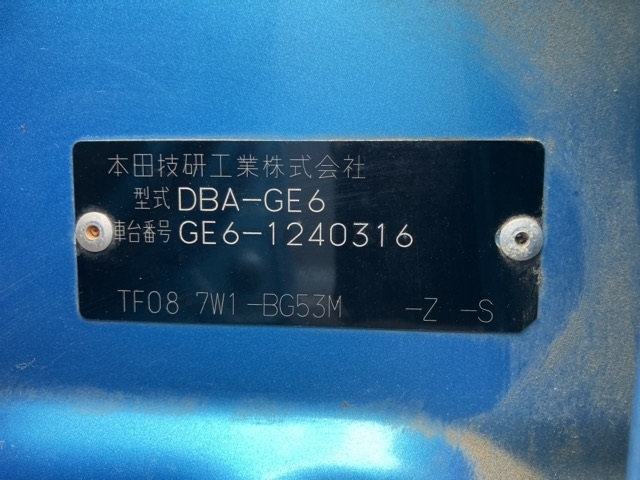 本田技研工業株式会社
型式 DBA-GE6
車台番号 GE6-1240316
TF08 7W1-BG53M -Z -S